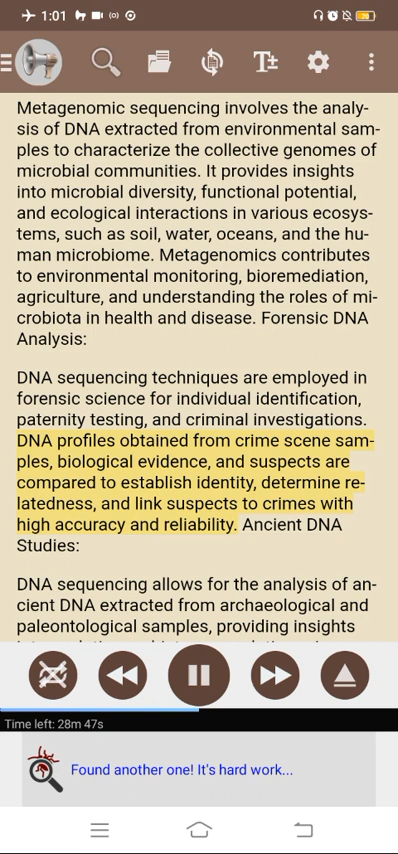 1:01
T±
Metagenomic sequencing involves the analy-
sis of DNA extracted from environmental sam-
ples to characterize the collective genomes of
microbial communities. It provides insights
into microbial diversity, functional potential,
and ecological interactions in various ecosys-
tems, such as soil, water, oceans, and the hu-
man microbiome. Metagenomics contributes
to environmental monitoring, bioremediation,
agriculture, and understanding the roles of mi-
crobiota in health and disease. Forensic DNA
Analysis:
DNA sequencing techniques are employed in
forensic science for individual identification,
paternity testing, and criminal investigations.
DNA profiles obtained from crime scene sam-
ples, biological evidence, and suspects are
compared to establish identity, determine re-
latedness, and link suspects to crimes with
high accuracy and reliability. Ancient DNA
Studies:
DNA sequencing allows for the analysis of an-
cient DNA extracted from archaeological and
paleontological samples, providing insights
Time left: 28m 47s
Found another one! It's hard work...